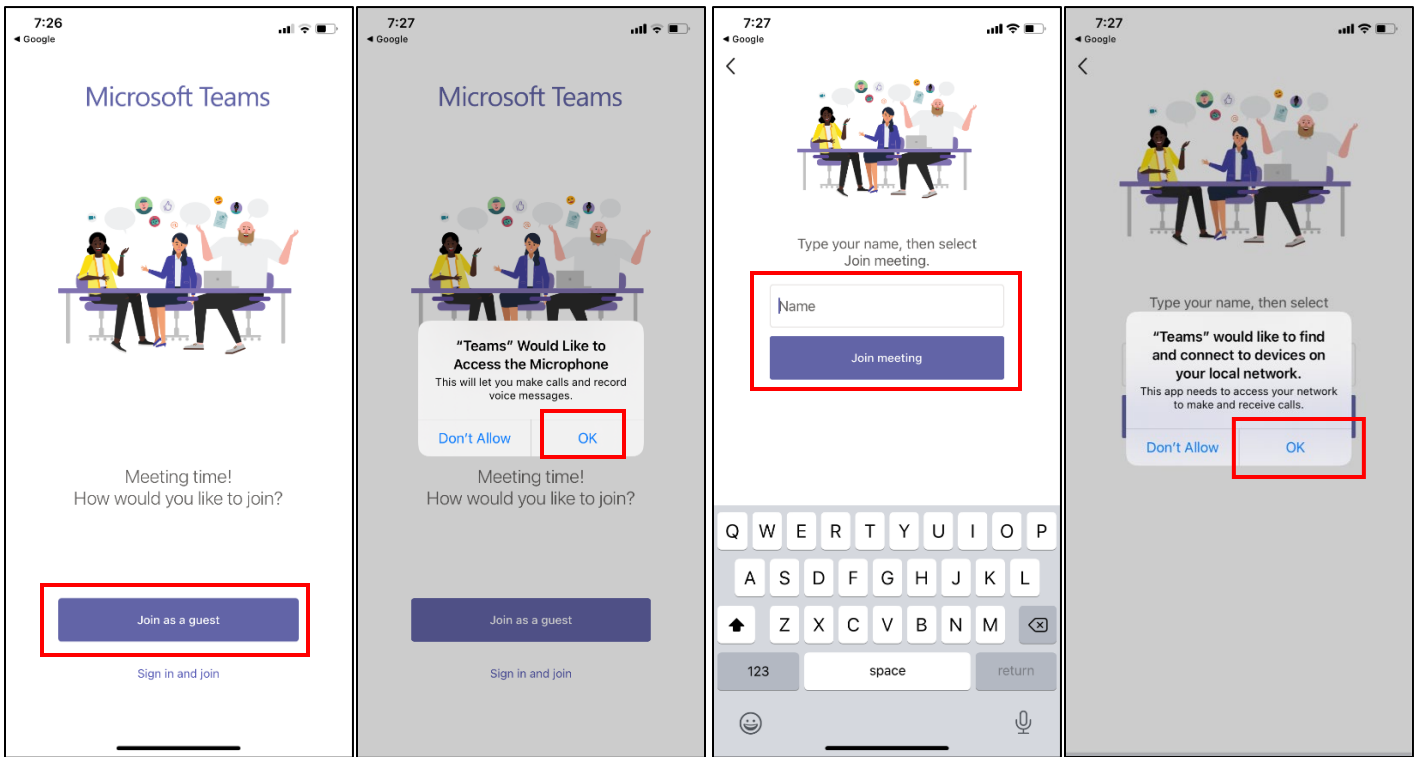 7:26
◄ Google
Microsoft Teams
Meeting time!
How would you like to join?
Join as a guest
Sign in and join
7:27
◄ Google
Microsoft Teams
“Teams” Would Like to
Access the Microphone
This will let you make calls and record
voice messages.
Don’t Allow
OK
Meeting time!
How would you like to join?
Join as a guest
Sign in and join
7:27
◄ Google
Type your name, then select
Join meeting.
Name
Join meeting
Q W E R T Y U I O P
A S D F G H J K L
Z X C V B N M
123 space return
7:27
◄ Google
Type your name, then select
“Teams” would like to find
and connect to devices on
your local network.
This app needs to access your network
to make and receive calls.
Don’t Allow
OK